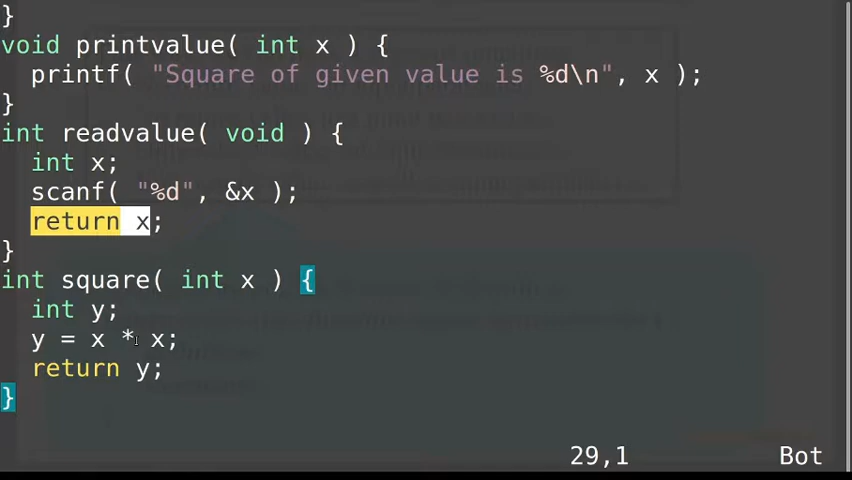 }
void printvalue( int x ) {
  printf( "Square of given value is %d\n", x );
}
int readvalue( void ) {
  int x;
  scanf( "%d", &x );
  return x;
}
int square( int x ) {
  int y;
  y = x * x;
  return y;
}
29,1 Bot